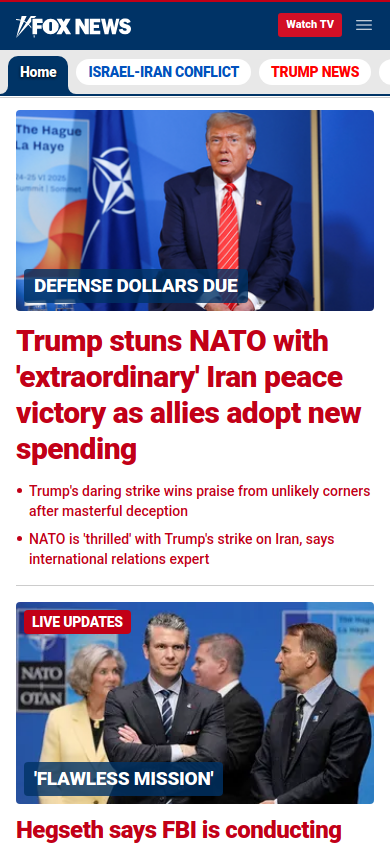 FOX NEWS
Watch TV
Home
ISRAEL-IRAN CONFLICT
TRUMP NEWS
The Hague
La Haye
24-25 VI 2025
Summit | Sommet
DEFENSE DOLLARS DUE
Trump stuns NATO with
'extraordinary' Iran peace
victory as allies adopt new
spending
• Trump's daring strike wins praise from unlikely corners
after masterful deception
• NATO is 'thrilled' with Trump's strike on Iran, says
international relations expert
LIVE UPDATES
NATO
OTAN
'FLAWLESS MISSION'
Hegseth says FBI is conducting